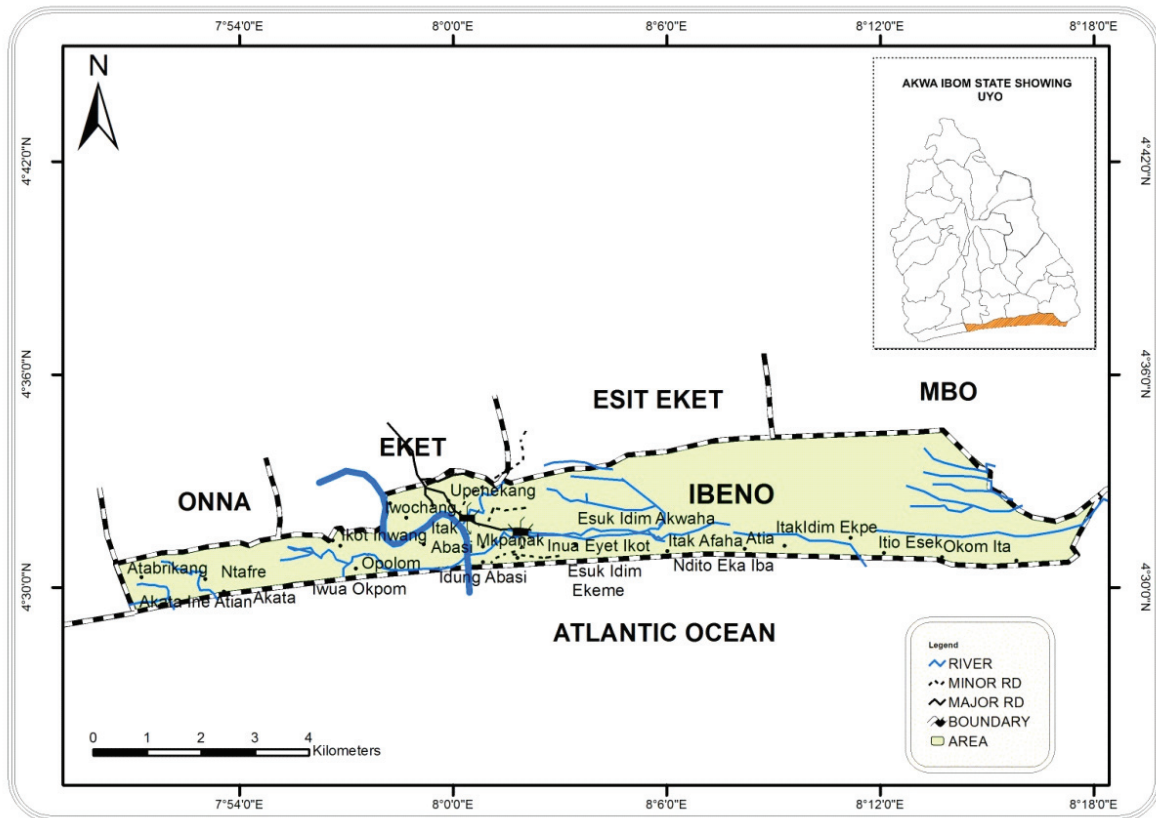 7°54'0"E 8°0'0"E 8°6'0"E 8°12'0"E 8°18'0"E
N
AKWA IBOM STATE SHOWING
UYO
4°42'0"N 4°42'0"N
4°36'0"N 4°36'0"N
4°30'0"N 4°30'0"N
MBO
ESIT EKET
EKET
ONNA
IBENO
Upenekang
Iwochang
Esuk Idim Akwaha
Itak
Abasi
Mkpanak
ItakIdim Ekpe
Ikot Inwang
Inua Eyet Ikot
Itak Afaha
Atia
Itio Esek
Okom Ita
Opolom
Ndito Eka Iba
Atabrikang
Ntafre
Idung Abasi
Esuk Idim
Ekeme
Iwua Okpom
Akata Ine Atian
Akata
ATLANTIC OCEAN
Legend
RIVER
MINOR RD
MAJOR RD
BOUNDARY
AREA
0 1 2 3 4
Kilometers
7°54'0"E 8°0'0"E 8°6'0"E 8°12'0"E 8°18'0"E